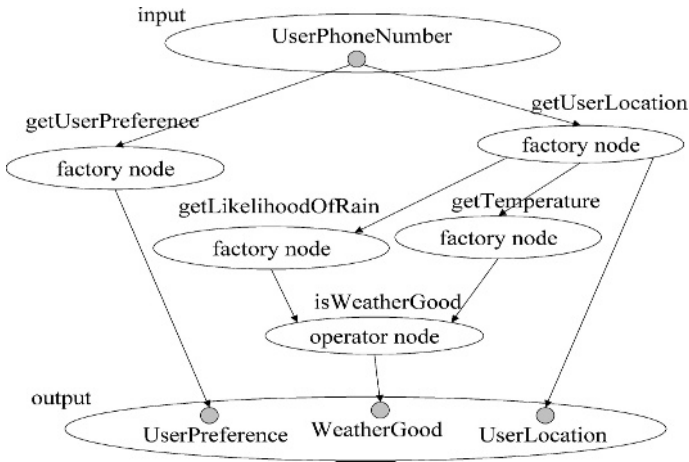 input
UserPhoneNumber
getUserPreference
getUserLocation
factory node
factory node
getLikelihoodOfRain
getTemperature
factory node
factory node
isWeatherGood
operator node
output
UserPreference
WeatherGood
UserLocation